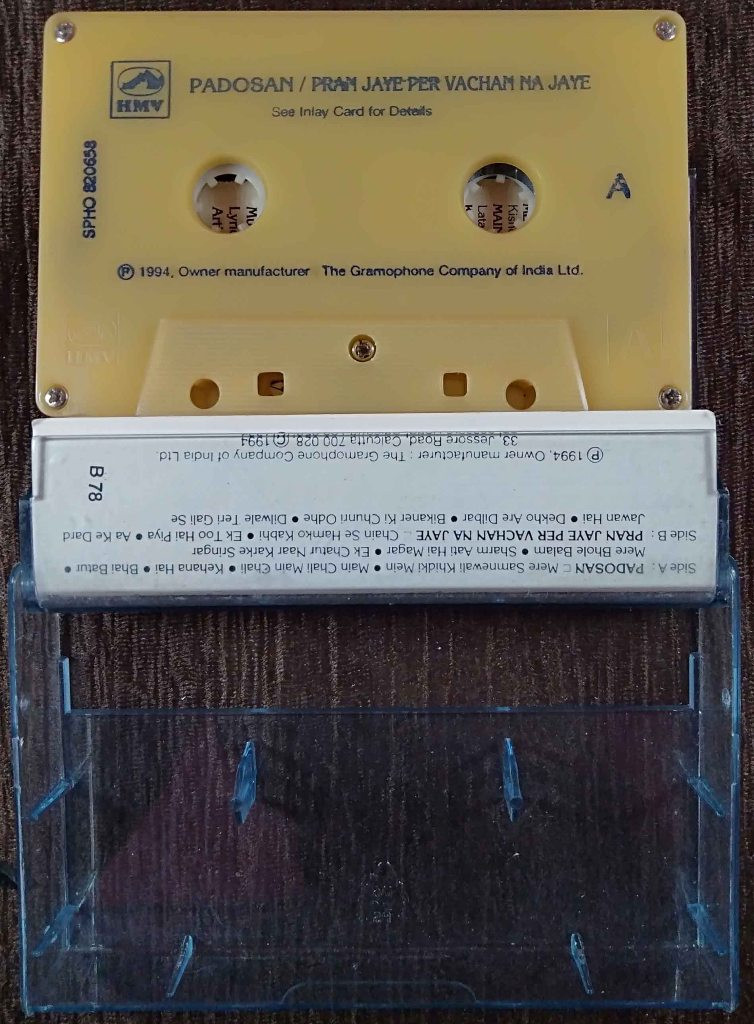 HMV
PADOSAN / PRAN JAYE PER VACHAN NA JAYE
See Inlay Card for Details
SPHO 820658
A
Ⓟ 1994, Owner manufacturer The Gramophone Company of India Ltd.
HMV
A
Side A : PADOSAN □ Mere Samnewali Khidki Mein • Main Chali Main Chali • Kehana Hai • Bhai Batur •
Mere Bhole Balam • Sharm Aati Hai Magar • Ek Chatur Naar Karke Sringar
Side B : PRAN JAYE PER VACHAN NA JAYE □ Chain Se Hamko Kabhi • Ek Too Hai Piya • Aa Ke Dard
Jawan Hai • Dekho Are Dilbar • Bikaner Ki Chunri Odhe • Dilwale Teri Gali Se
Ⓟ 1994, Owner manufacturer : The Gramophone Company of India Ltd.
33, Jessore Road, Calcutta 700 028. Ⓒ 1994
B 78